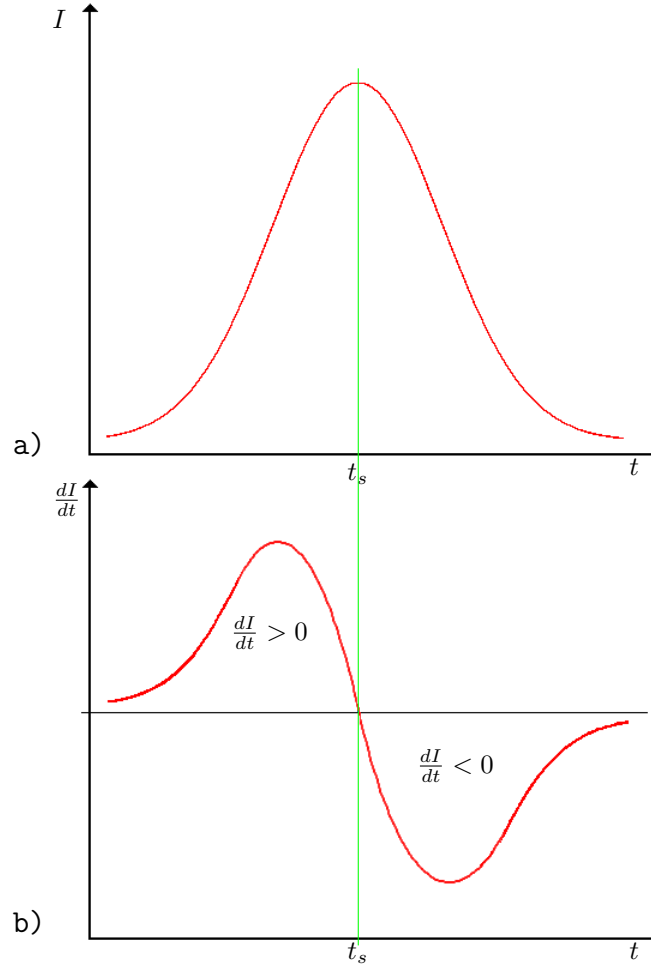 I
a)
t_s t
dI/dt
dI/dt > 0
dI/dt < 0
b)
t_s t